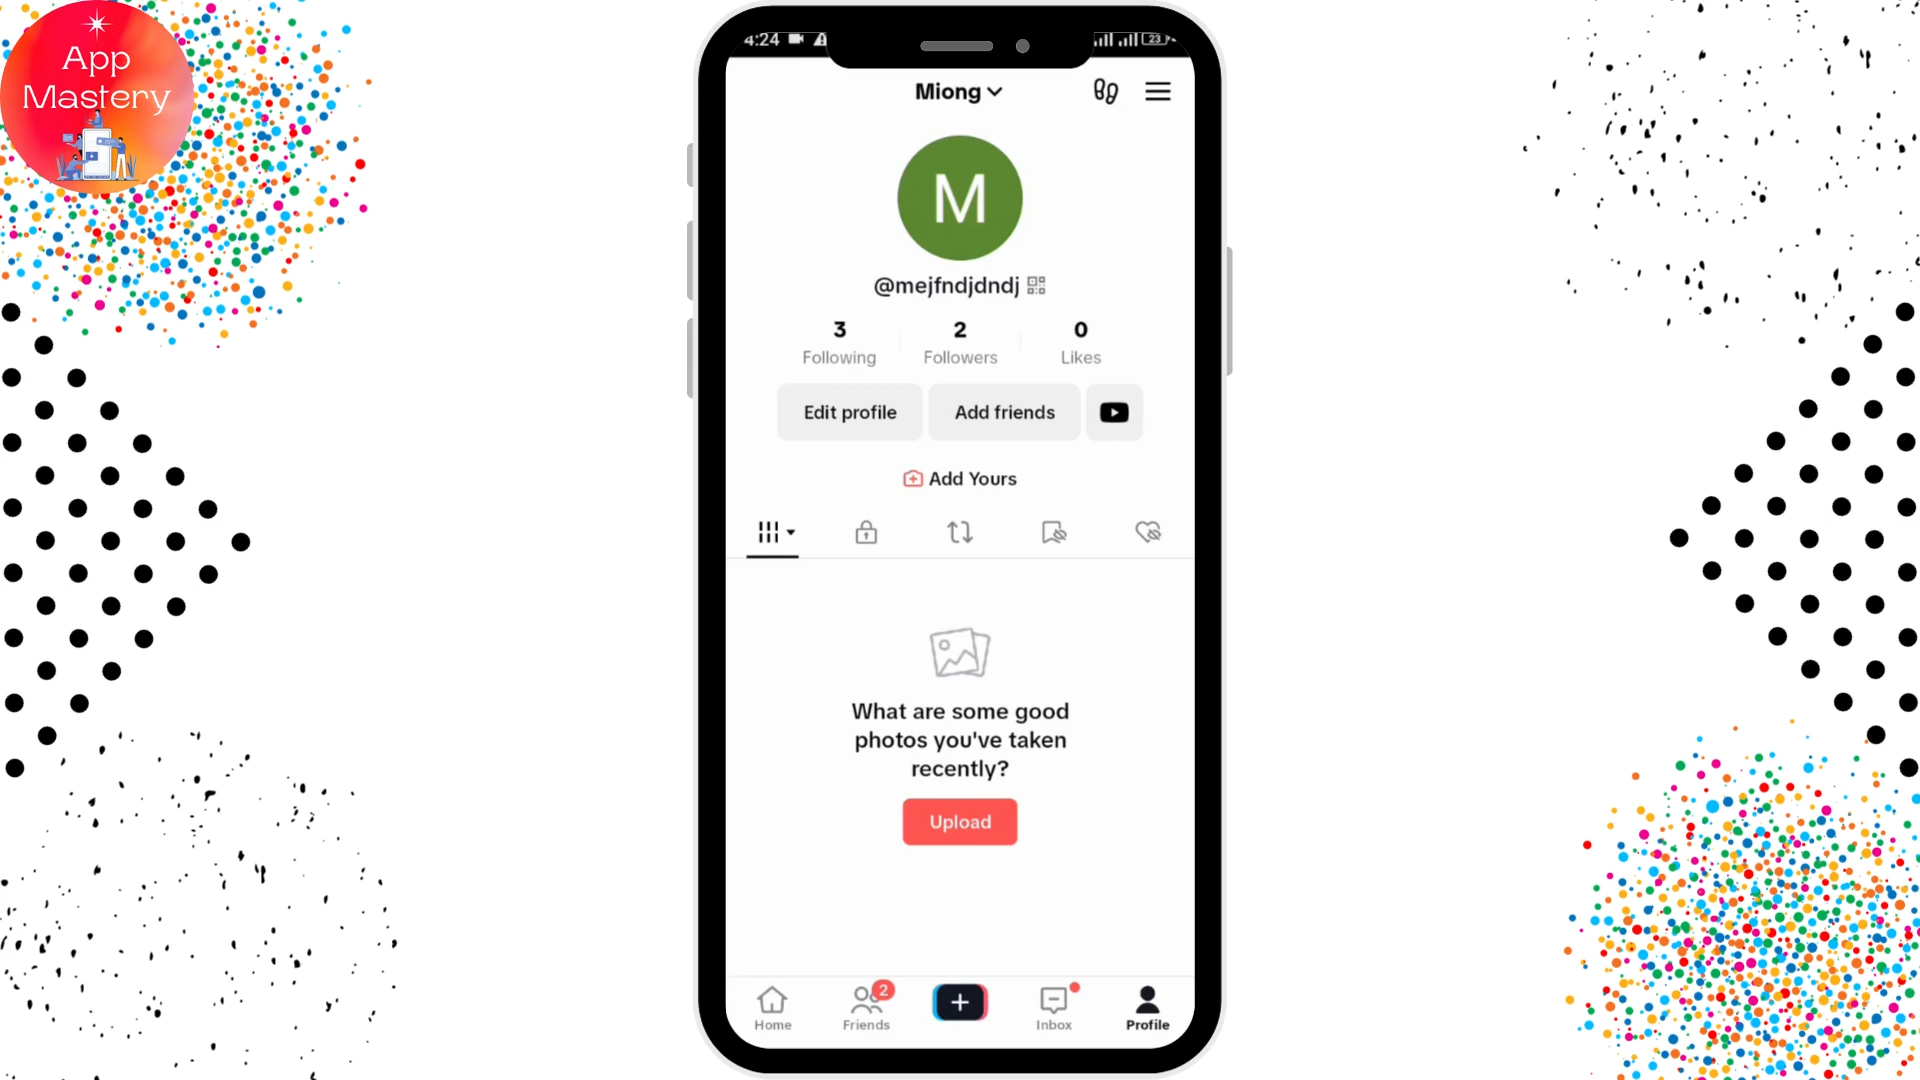 App
Mastery
4:24
23
Miong
M
@mejfndjdndj
3 2 0
Following Followers Likes
Edit profile Add friends
Add Yours
What are some good
photos you've taken
recently?
Upload
2
Home Friends Inbox Profile